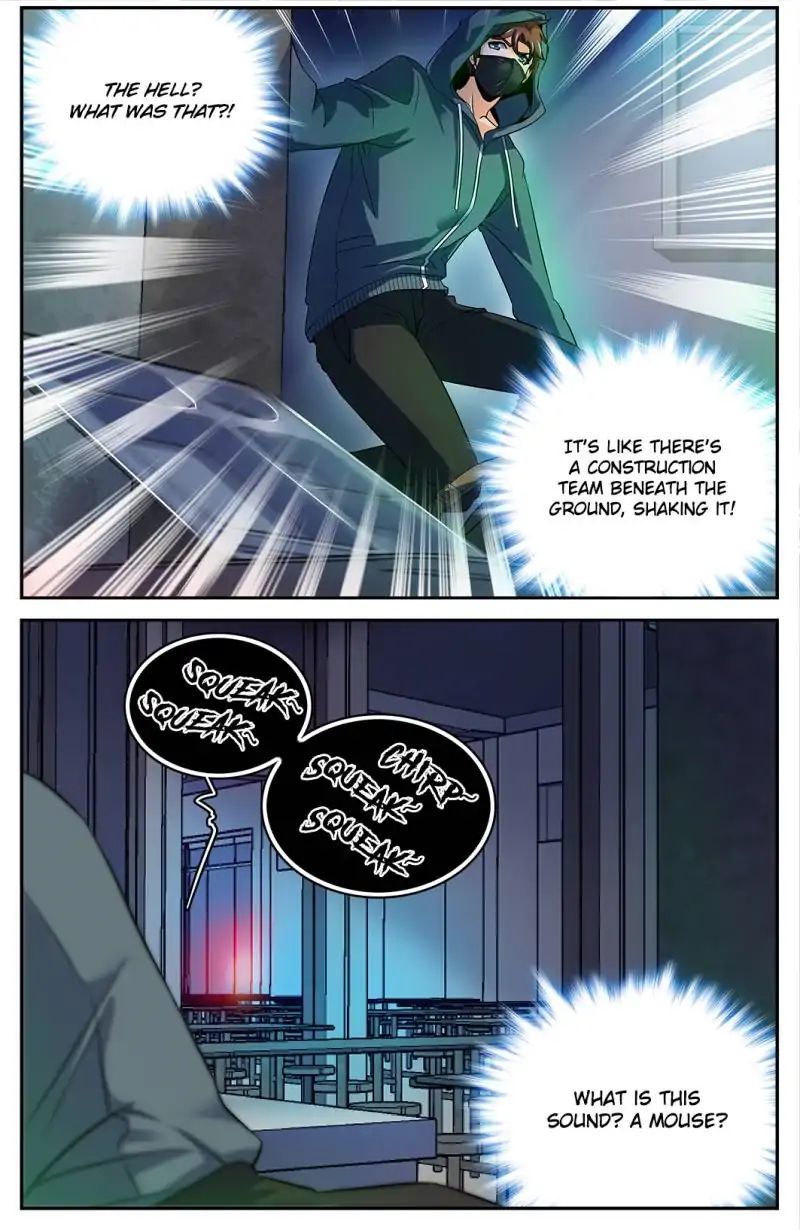 THE HELL?
WHAT WAS THAT?!
IT'S LIKE THERE'S
A CONSTRUCTION
TEAM BENEATH THE
GROUND, SHAKING IT!
SQUEAK~
SQUEAK~
CHIRP~
SQUEAK~
SQUEAK~
WHAT IS THIS
SOUND? A MOUSE?